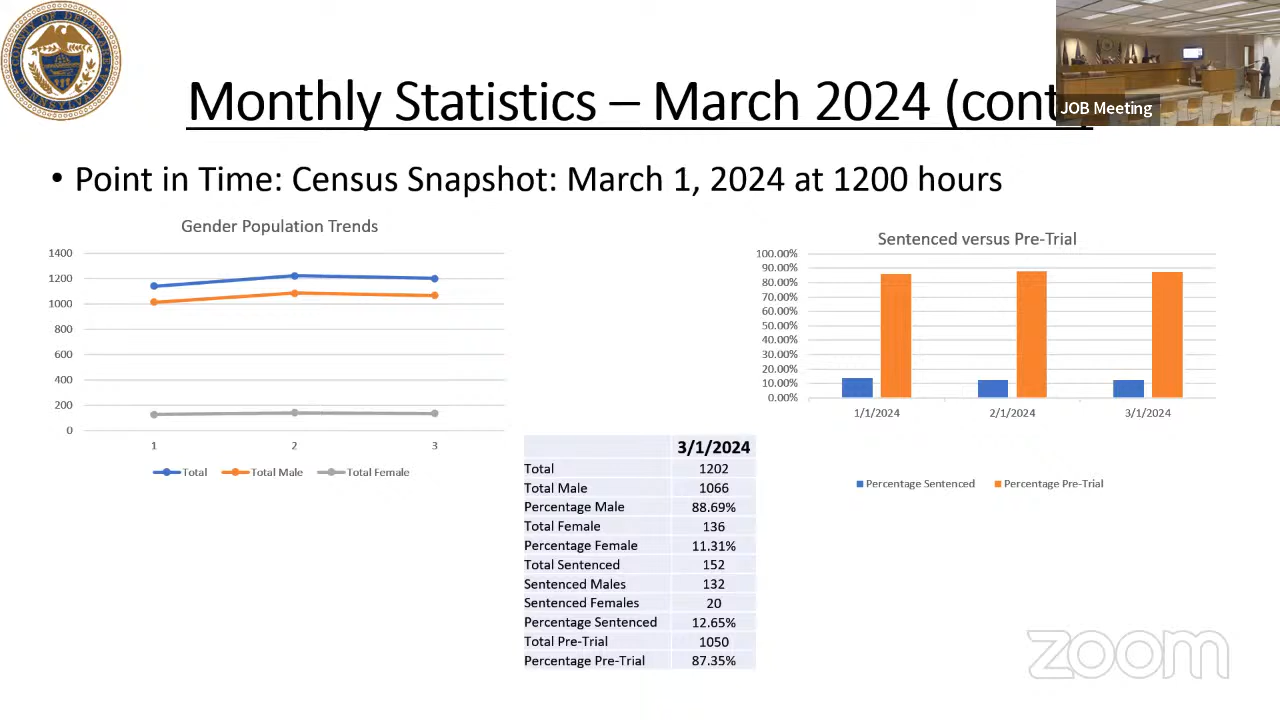 COUNTY OF DELAWARE
PENNSYLVANIA
Monthly Statistics – March 2024 (cont
JOB Meeting
• Point in Time: Census Snapshot: March 1, 2024 at 1200 hours
Gender Population Trends
1400
1200
1000
800
600
400
200
0
1 2 3
Total Total Male Total Female
Sentenced versus Pre-Trial
100.00%
90.00%
80.00%
70.00%
60.00%
50.00%
40.00%
30.00%
20.00%
10.00%
0.00%
1/1/2024 2/1/2024 3/1/2024
Percentage Sentenced Percentage Pre-Trial
3/1/2024
Total 1202
Total Male 1066
Percentage Male 88.69%
Total Female 136
Percentage Female 11.31%
Total Sentenced 152
Sentenced Males 132
Sentenced Females 20
Percentage Sentenced 12.65%
Total Pre-Trial 1050
Percentage Pre-Trial 87.35%
zoom